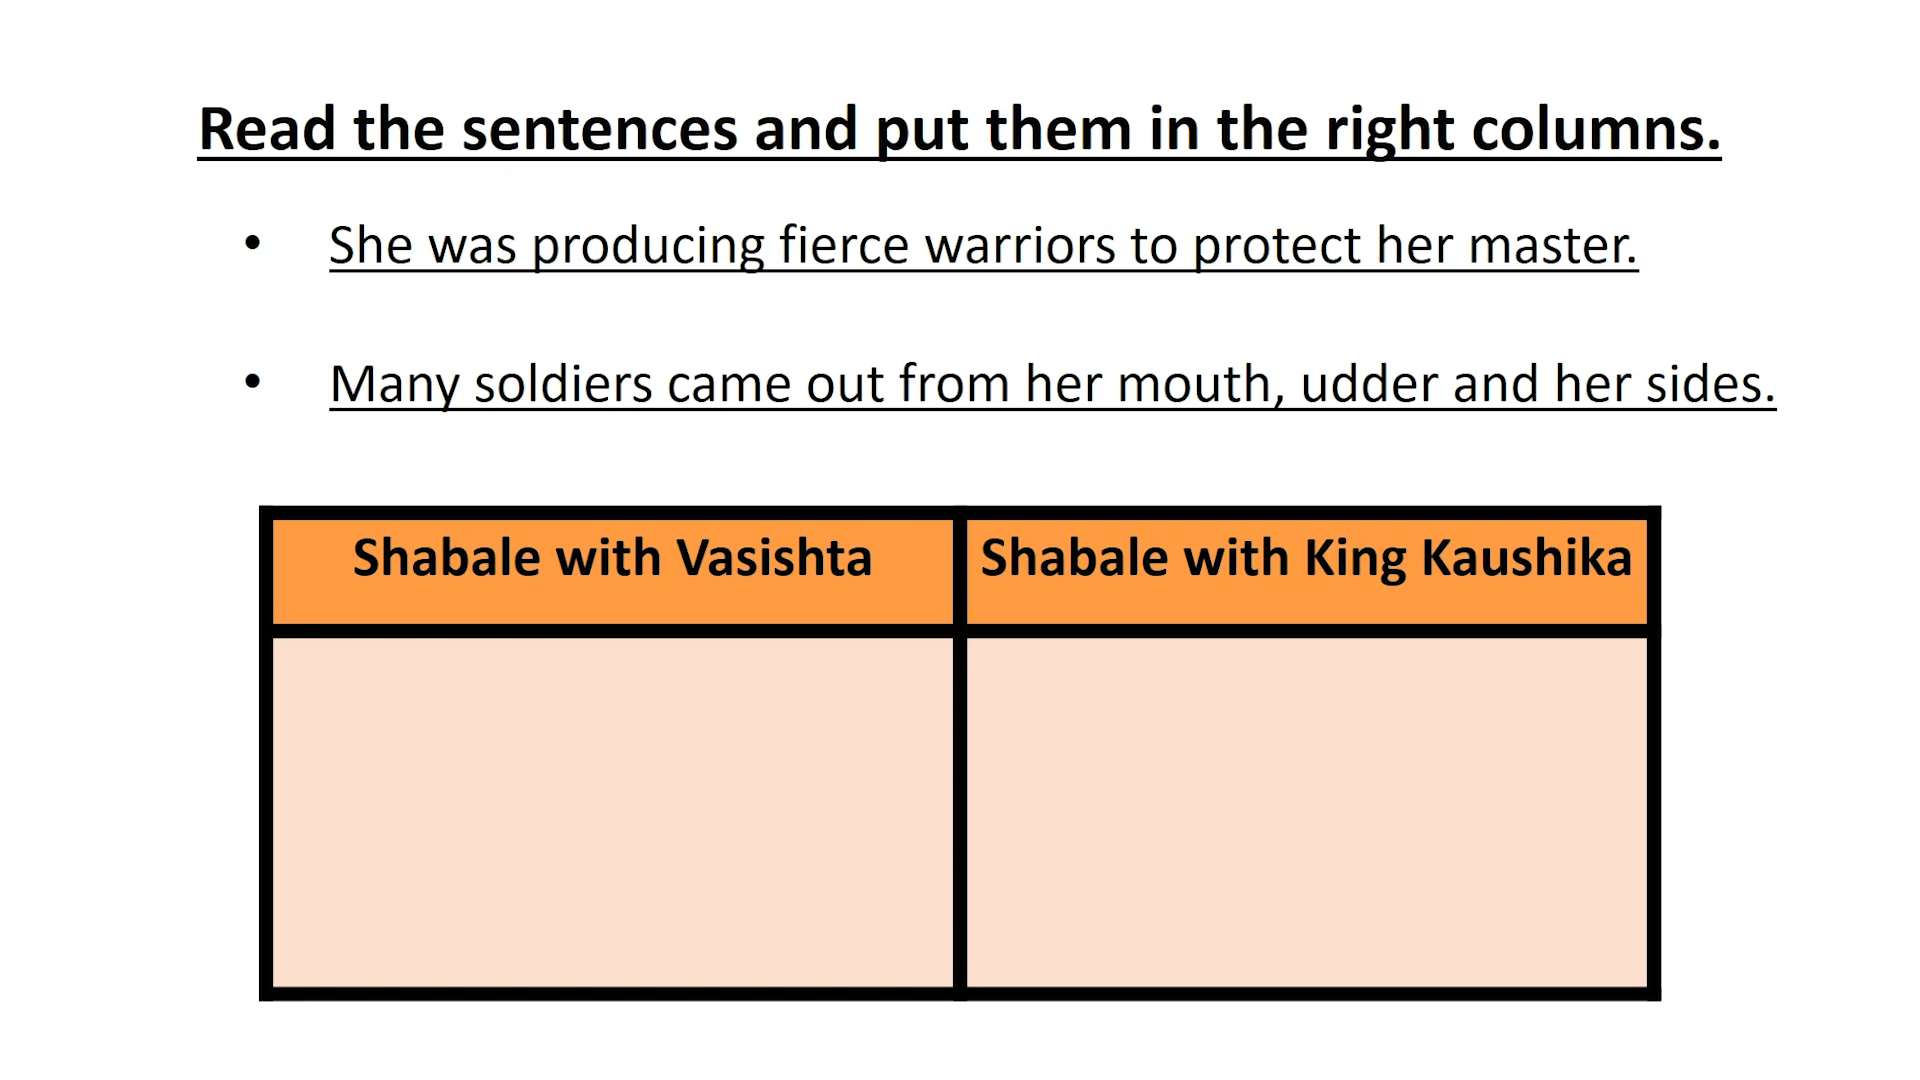 Read the sentences and put them in the right columns.
• She was producing fierce warriors to protect her master.
• Many soldiers came out from her mouth, udder and her sides.
Shabale with Vasishta
Shabale with King Kaushika